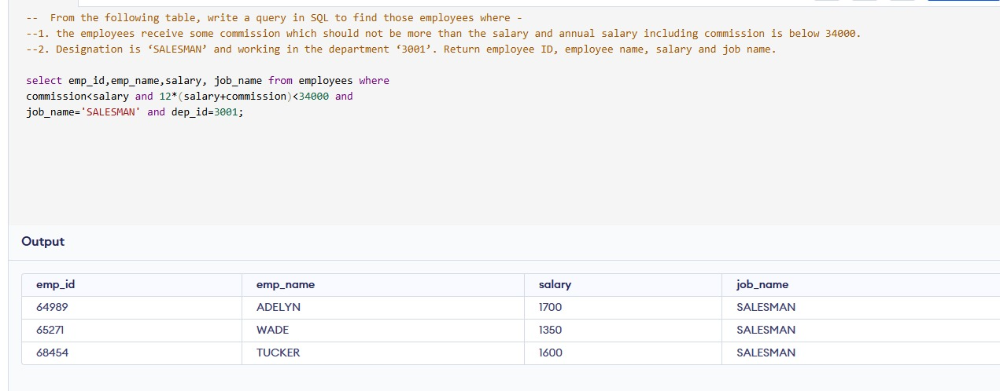 --  From the following table, write a query in SQL to find those employees where -
--1. the employees receive some commission which should not be more than the salary and annual salary including commission is below 34000.
--2. Designation is ‘SALESMAN’ and working in the department ‘3001’. Return employee ID, employee name, salary and job name.
select emp_id,emp_name,salary, job_name from employees where
commission<salary and 12*(salary+commission)<34000 and
job_name='SALESMAN' and dep_id=3001;
Output
emp_id emp_name salary job_name
64989 ADELYN 1700 SALESMAN
65271 WADE 1350 SALESMAN
68454 TUCKER 1600 SALESMAN